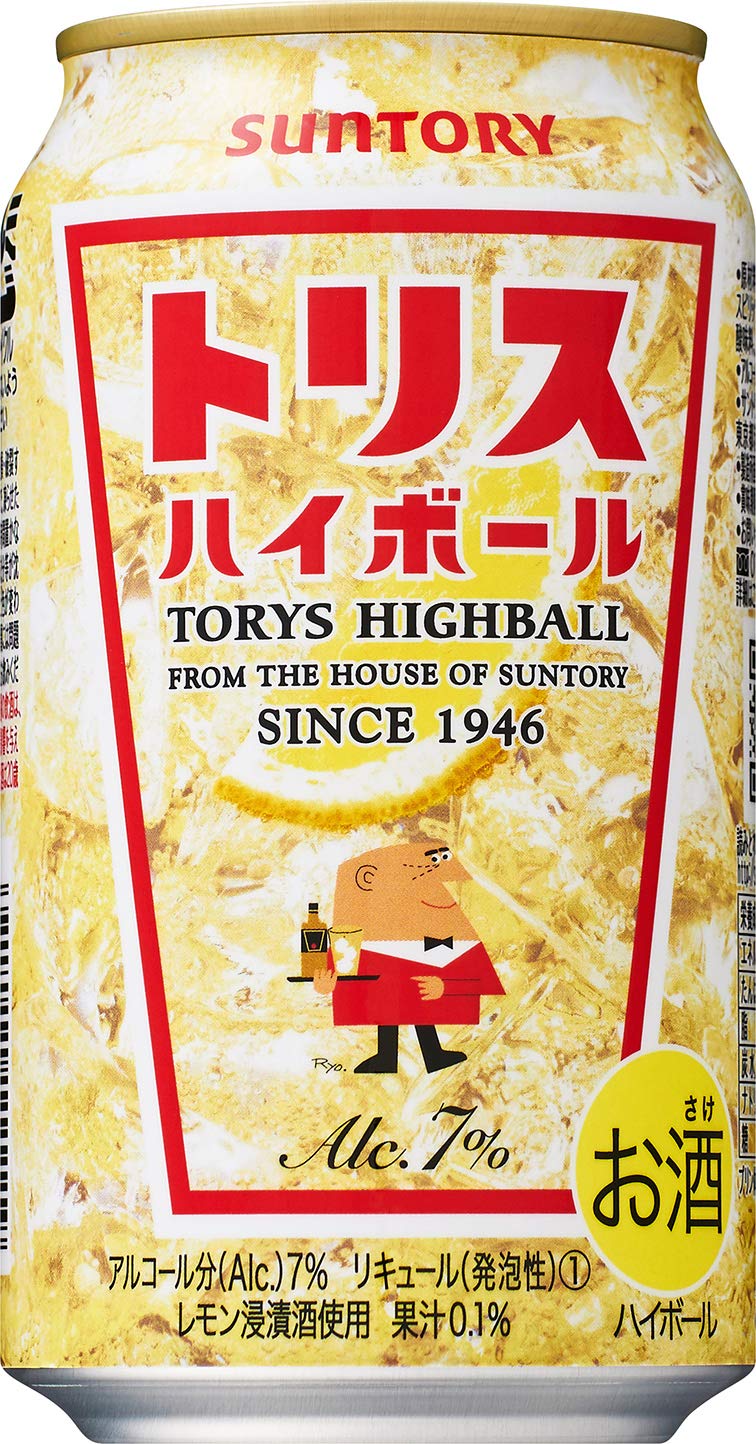 SUNTORY
トリス
ハイボール
TORYS HIGHBALL
FROM THE HOUSE OF SUNTORY
SINCE 1946
Ryo.
Alc.7%
さけ
お酒
アルコール分(Alc.)7% リキュール(発泡性)①
レモン浸漬酒使用 果汁0.1%
ハイボール